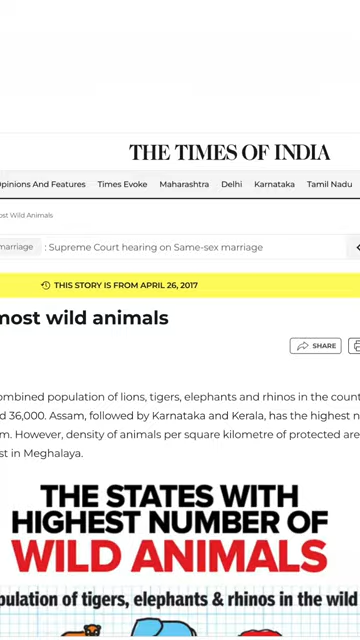 THE TIMES OF INDIA
Opinions And Features Times Evoke Maharashtra Delhi Karnataka Tamil Nadu
ost Wild Animals
marriage : Supreme Court hearing on Same-sex marriage
THIS STORY IS FROM APRIL 26, 2017
most wild animals
SHARE
ombined population of lions, tigers, elephants and rhinos in the count
d 36,000. Assam, followed by Karnataka and Kerala, has the highest n
m. However, density of animals per square kilometre of protected are
st in Meghalaya.
THE STATES WITH
HIGHEST NUMBER OF
WILD ANIMALS
pulation of tigers, elephants & rhinos in the wild